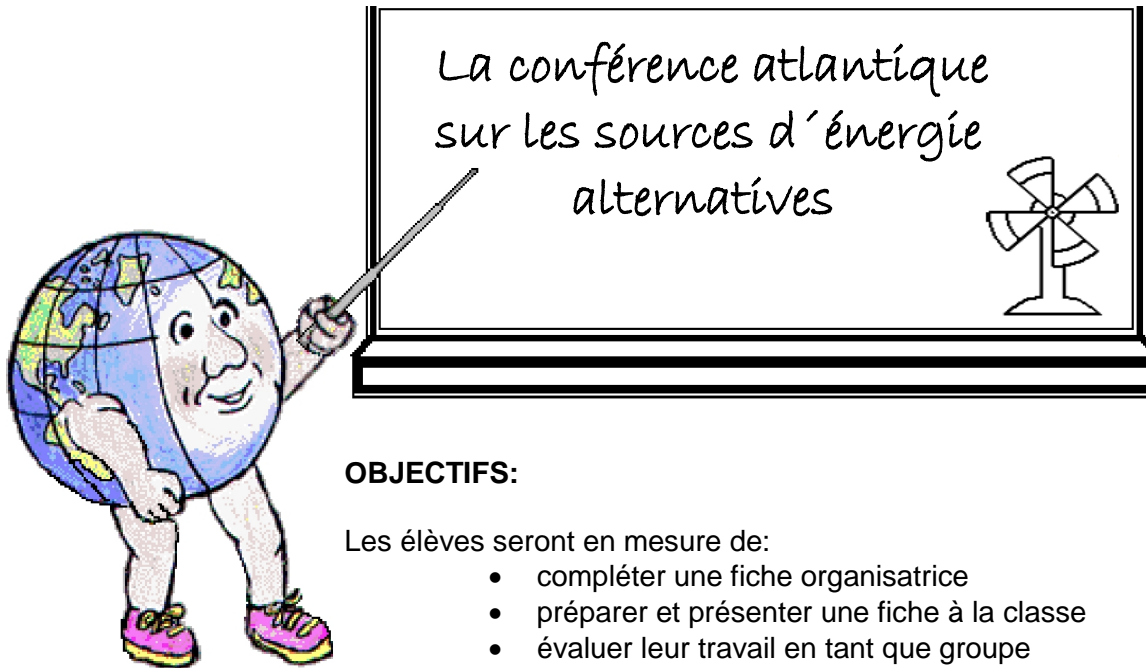 La conférence atlantique
sur les sources d´énergie
alternatives
OBJECTIFS:
Les élèves seront en mesure de:
• compléter une fiche organisatrice
• préparer et présenter une fiche à la classe
• évaluer leur travail en tant que groupe